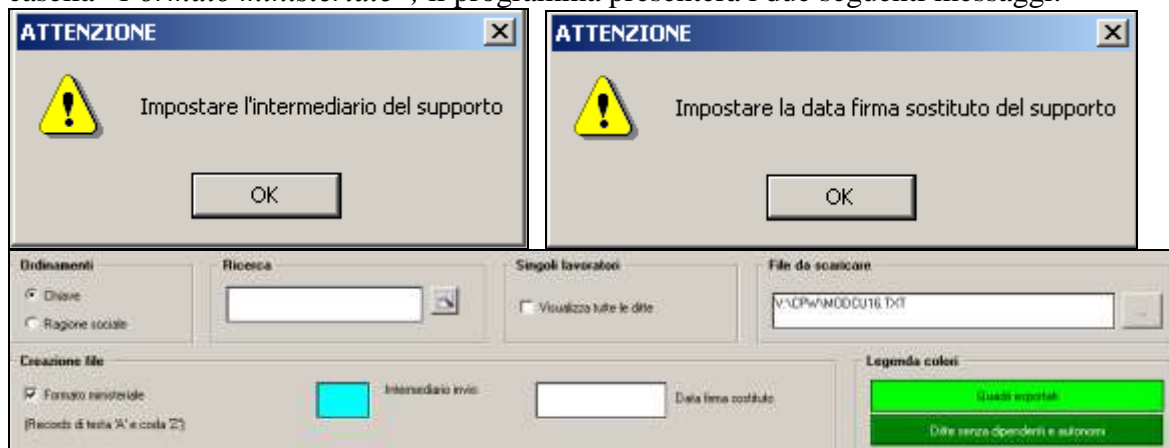 casella "Formato ministeriale", il programma presenterà i due seguenti messaggi:
ATTENZIONE
Impostare l'intermediario del supporto
OK
ATTENZIONE
Impostare la data firma sostituto del supporto
OK
Ordinamenti
Chiave
Ragione sociale
Ricerca
Singoli lavoratori
Visualizza tutte le ditte
File da scaricare
V:\CPW\MODCU16.TXT
...
Creazione file
Formato ministeriale
(Records di testa 'A' e coda 'Z')
Intermediario invio
Data firma sostituto
Legenda colori
Quadri esportati
Ditte senza dipendenti e autonomi